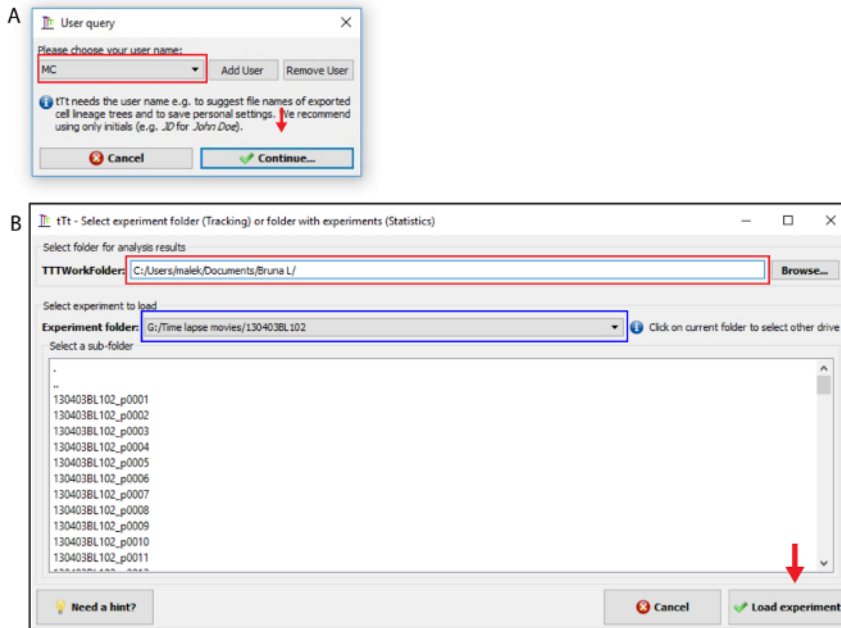 A
User query
Please choose your user name:
MC
Add User
Remove User
tTt needs the user name e.g. to suggest file names of exported
cell lineage trees and to save personal settings. We recommend
using only initials (e.g. JD for John Doe).
Cancel
Continue...
B
tTt - Select experiment folder (Tracking) or folder with experiments (Statistics)
Select folder for analysis results
TTTWorkFolder:
C:/Users/malek/Documents/Bruna L/
Browse...
Select experiment to load
Experiment folder:
G:/Time lapse movies/130403BL102
Click on current folder to select other drive
Select a sub-folder
.
..
130403BL102_p0001
130403BL102_p0002
130403BL102_p0003
130403BL102_p0004
130403BL102_p0005
130403BL102_p0006
130403BL102_p0007
130403BL102_p0008
130403BL102_p0009
130403BL102_p0010
130403BL102_p0011
Need a hint?
Cancel
Load experiment